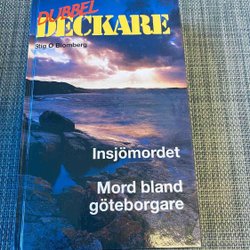 DUBBEL
DECKARE
Stig O Blomberg
Insjömordet
Mord bland
göteborgare